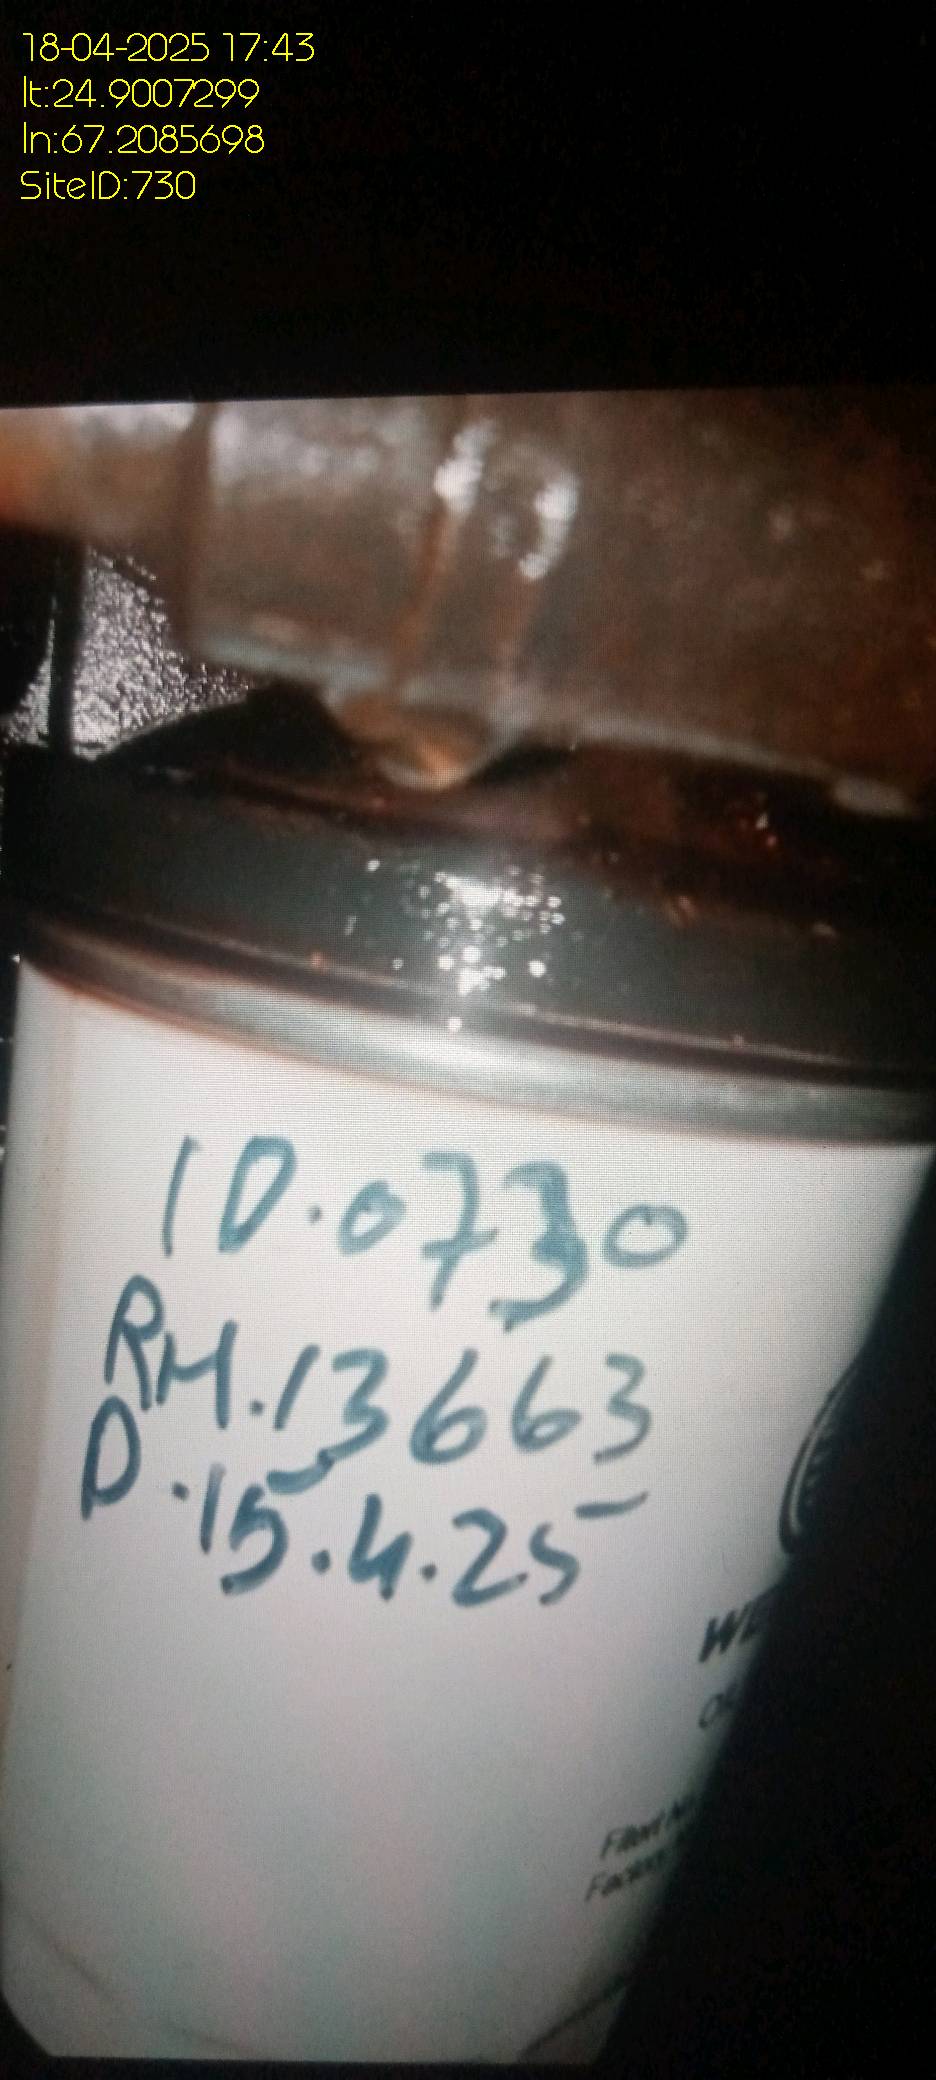 18-04-2025 17:43
lt:24.9007299
ln:67.2085698
SiteID:730
ID.0730
RH.13663
D.15.4.25